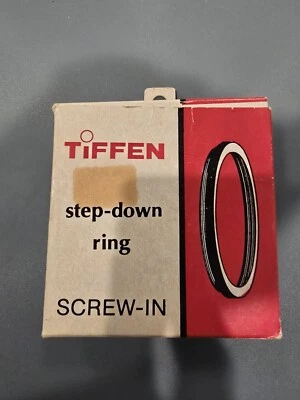 TiFFEN
step-down
ring
SCREW-IN